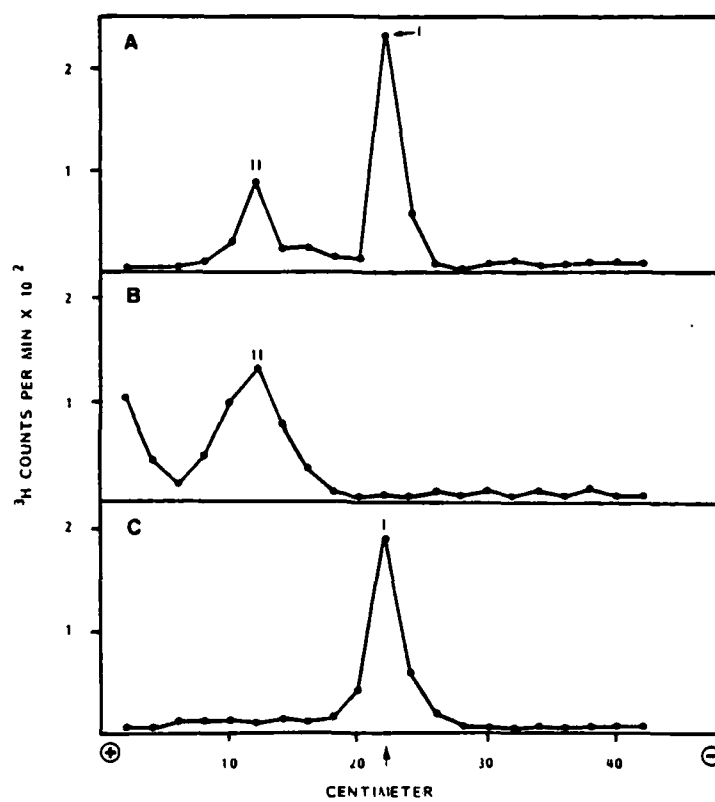 A
I
2
II
1
B
2
II
1
C
I
2
1
³H COUNTS PER MIN X 10²
⊕ 10 20 30 40 ⊖
CENTIMETER